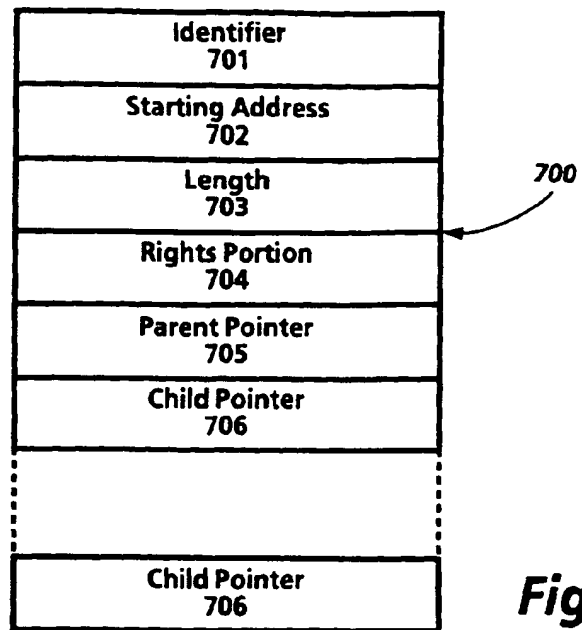 Identifier
701
Starting Address
702
Length
703
700
Rights Portion
704
Parent Pointer
705
Child Pointer
706
Child Pointer
706
Fig